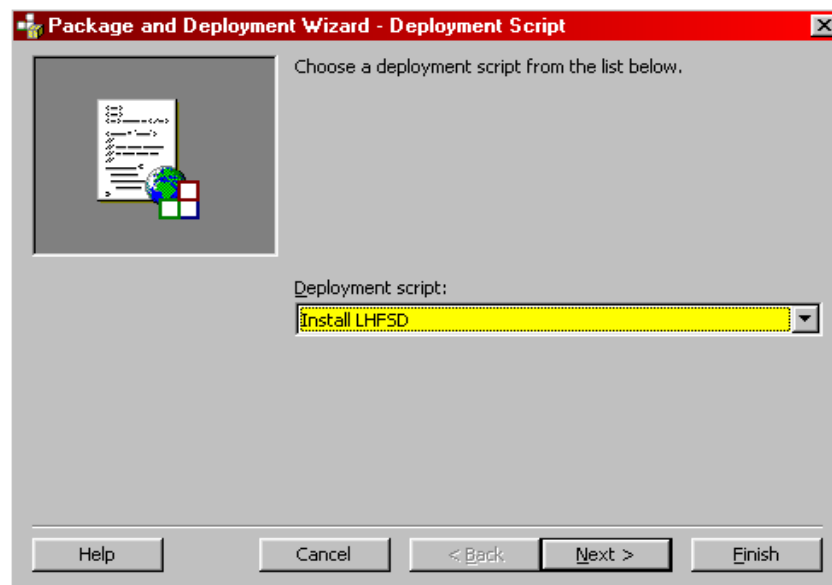 Package and Deployment Wizard - Deployment Script
Choose a deployment script from the list below.
Deployment script:
Install LHFSD
Help
Cancel
< Back
Next >
Finish